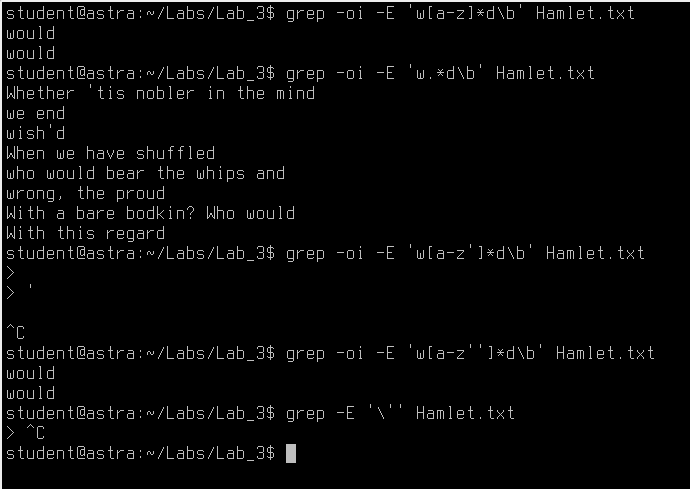 student@astra:~/Labs/Lab_3$ grep -oi -E 'w[a-z]*d\b' Hamlet.txt
would
would
student@astra:~/Labs/Lab_3$ grep -oi -E 'w.*d\b' Hamlet.txt
Whether 'tis nobler in the mind
we end
wish'd
When we have shuffled
who would bear the whips and
wrong, the proud
With a bare bodkin? Who would
With this regard
student@astra:~/Labs/Lab_3$ grep -oi -E 'w[a-z']*d\b' Hamlet.txt
>
> '
^C
student@astra:~/Labs/Lab_3$ grep -oi -E 'w[a-z'']*d\b' Hamlet.txt
would
would
student@astra:~/Labs/Lab_3$ grep -E '\'' Hamlet.txt
> ^C
student@astra:~/Labs/Lab_3$